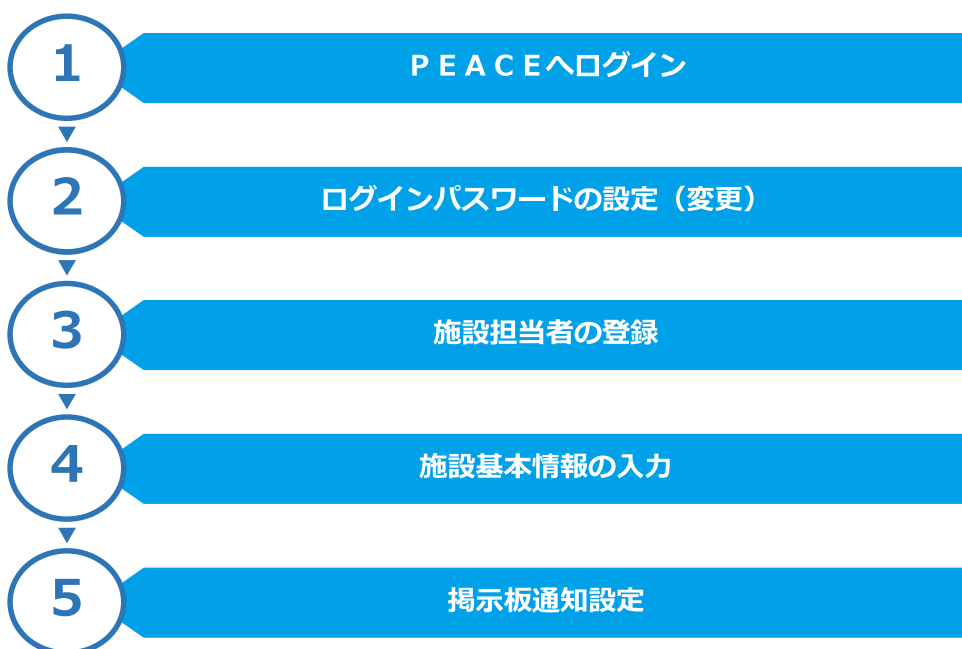 1
ＰＥＡＣＥへログイン
2
ログインパスワードの設定（変更）
3
施設担当者の登録
4
施設基本情報の入力
5
掲示板通知設定